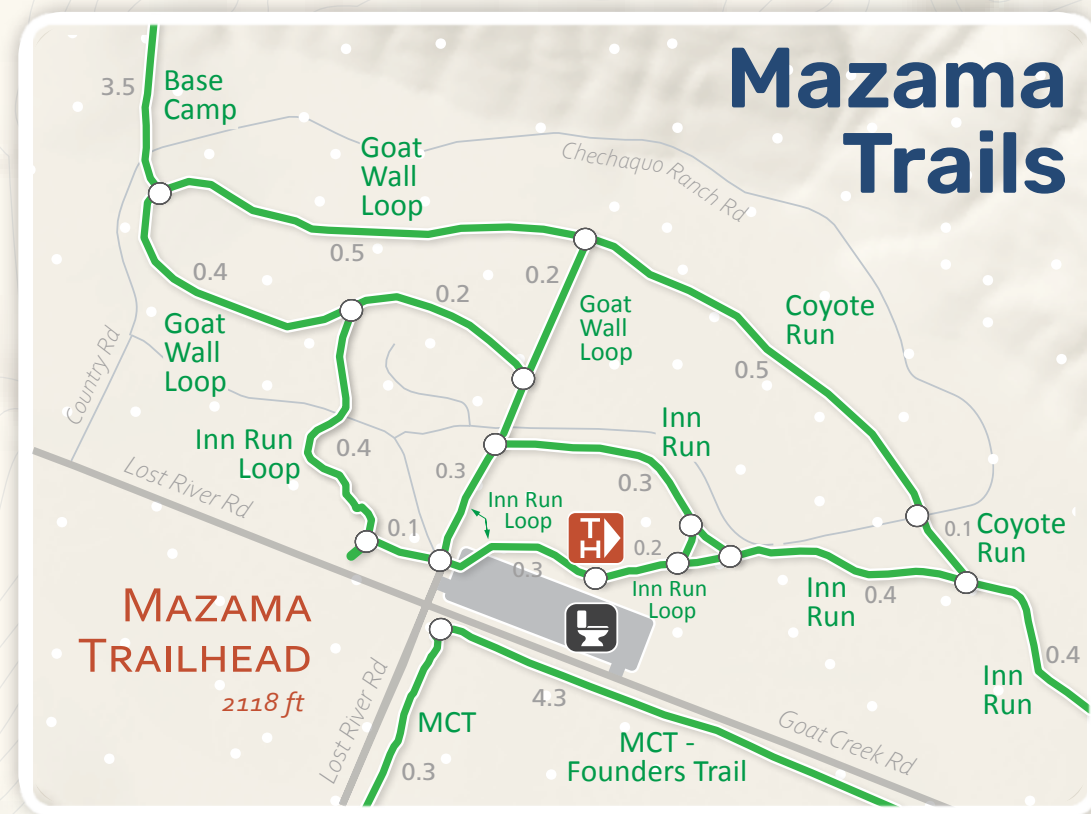 Mazama
Trails
3.5
Base
Camp
Goat
Wall
Loop
Chechaquo Ranch Rd
0.5
0.4
0.2
0.2
Goat
Wall
Loop
Goat
Wall
Loop
Coyote
Run
0.5
Country Rd
Inn Run
Loop
0.4
Inn
Run
0.3
0.3
Lost River Rd
Inn Run
Loop
0.1
TH
0.2
0.3
Inn Run
Loop
0.1
Coyote
Run
Inn
Run
0.4
Mazama
Trailhead
2118 ft
0.4
Inn
Run
4.3
MCT
Lost River Rd
0.3
MCT -
Founders Trail
Goat Creek Rd